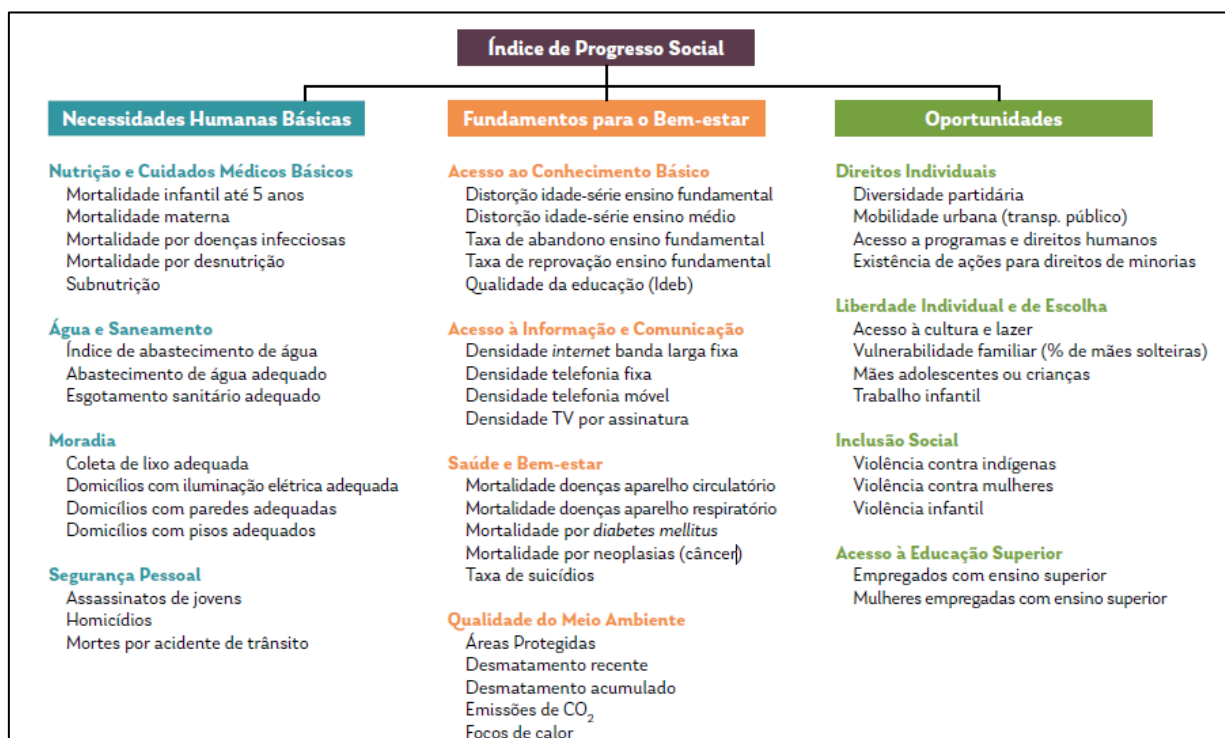 Índice de Progresso Social
Necessidades Humanas Básicas
Nutrição e Cuidados Médicos Básicos
Mortalidade infantil até 5 anos
Mortalidade materna
Mortalidade por doenças infecciosas
Mortalidade por desnutrição
Subnutrição
Água e Saneamento
Índice de abastecimento de água
Abastecimento de água adequado
Esgotamento sanitário adequado
Moradia
Coleta de lixo adequada
Domicílios com iluminação elétrica adequada
Domicílios com paredes adequadas
Domicílios com pisos adequados
Segurança Pessoal
Assassinatos de jovens
Homicídios
Mortes por acidente de trânsito
Fundamentos para o Bem-estar
Acesso ao Conhecimento Básico
Distorção idade-série ensino fundamental
Distorção idade-série ensino médio
Taxa de abandono ensino fundamental
Taxa de reprovação ensino fundamental
Qualidade da educação (Ideb)
Acesso à Informação e Comunicação
Densidade internet banda larga fixa
Densidade telefonia fixa
Densidade telefonia móvel
Densidade TV por assinatura
Saúde e Bem-estar
Mortalidade doenças aparelho circulatório
Mortalidade doenças aparelho respiratório
Mortalidade por diabetes mellitus
Mortalidade por neoplasias (câncer)
Taxa de suicídios
Qualidade do Meio Ambiente
Áreas Protegidas
Desmatamento recente
Desmatamento acumulado
Emissões de CO₂
Focos de calor
Oportunidades
Direitos Individuais
Diversidade partidária
Mobilidade urbana (transp. público)
Acesso a programas e direitos humanos
Existência de ações para direitos de minorias
Liberdade Individual e de Escolha
Acesso à cultura e lazer
Vulnerabilidade familiar (% de mães solteiras)
Mães adolescentes ou crianças
Trabalho infantil
Inclusão Social
Violência contra indígenas
Violência contra mulheres
Violência infantil
Acesso à Educação Superior
Empregados com ensino superior
Mulheres empregadas com ensino superior